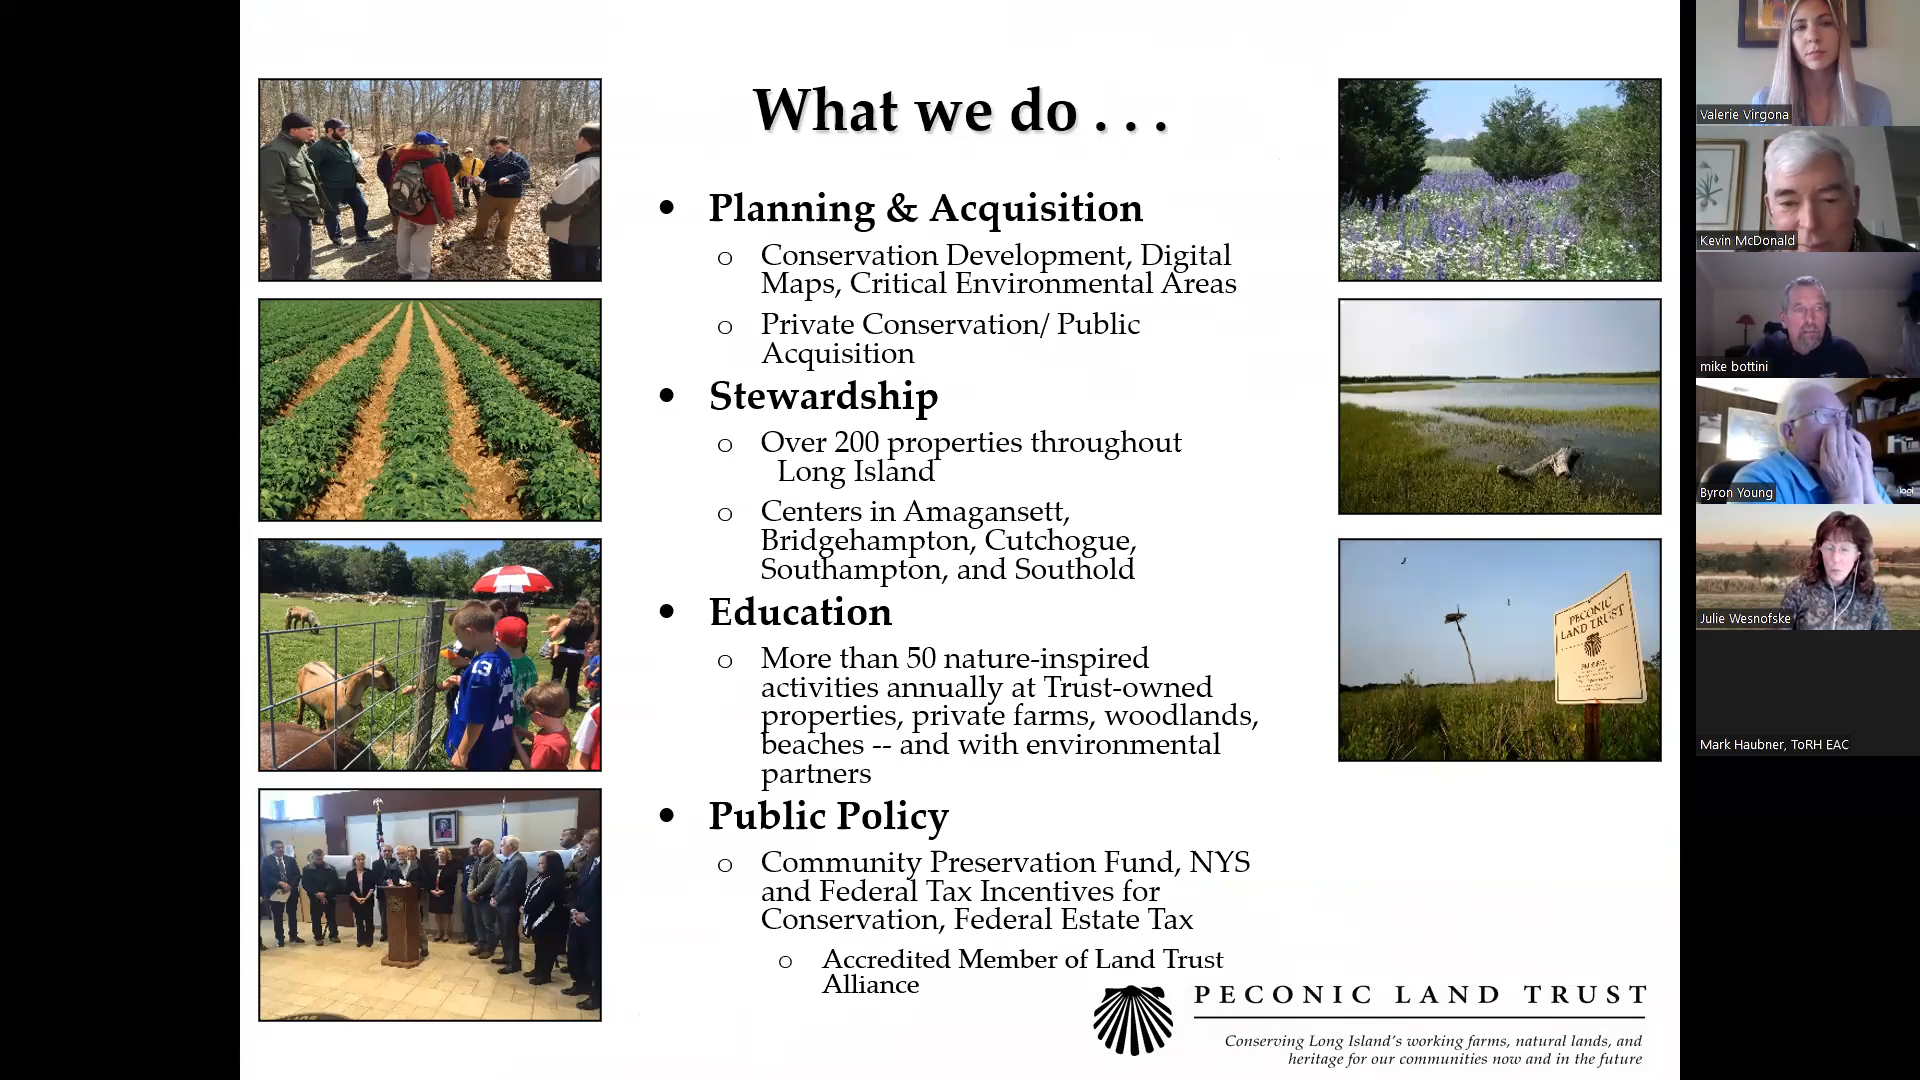 What we do . . .
• Planning & Acquisition
o Conservation Development, Digital
Maps, Critical Environmental Areas
o Private Conservation/ Public
Acquisition
• Stewardship
o Over 200 properties throughout
Long Island
o Centers in Amagansett,
Bridgehampton, Cutchogue,
Southampton, and Southold
• Education
o More than 50 nature-inspired
activities annually at Trust-owned
properties, private farms, woodlands,
beaches -- and with environmental
partners
• Public Policy
o Community Preservation Fund, NYS
and Federal Tax Incentives for
Conservation, Federal Estate Tax
o Accredited Member of Land Trust
Alliance
PECONIC LAND TRUST
Conserving Long Island's working farms, natural lands, and
heritage for our communities now and in the future
13
PECONIC
LAND TRUST
Valerie Virgona
Kevin McDonald
mike bottini
Byron Young
Julie Wesnofske
Mark Haubner, ToRH EAC